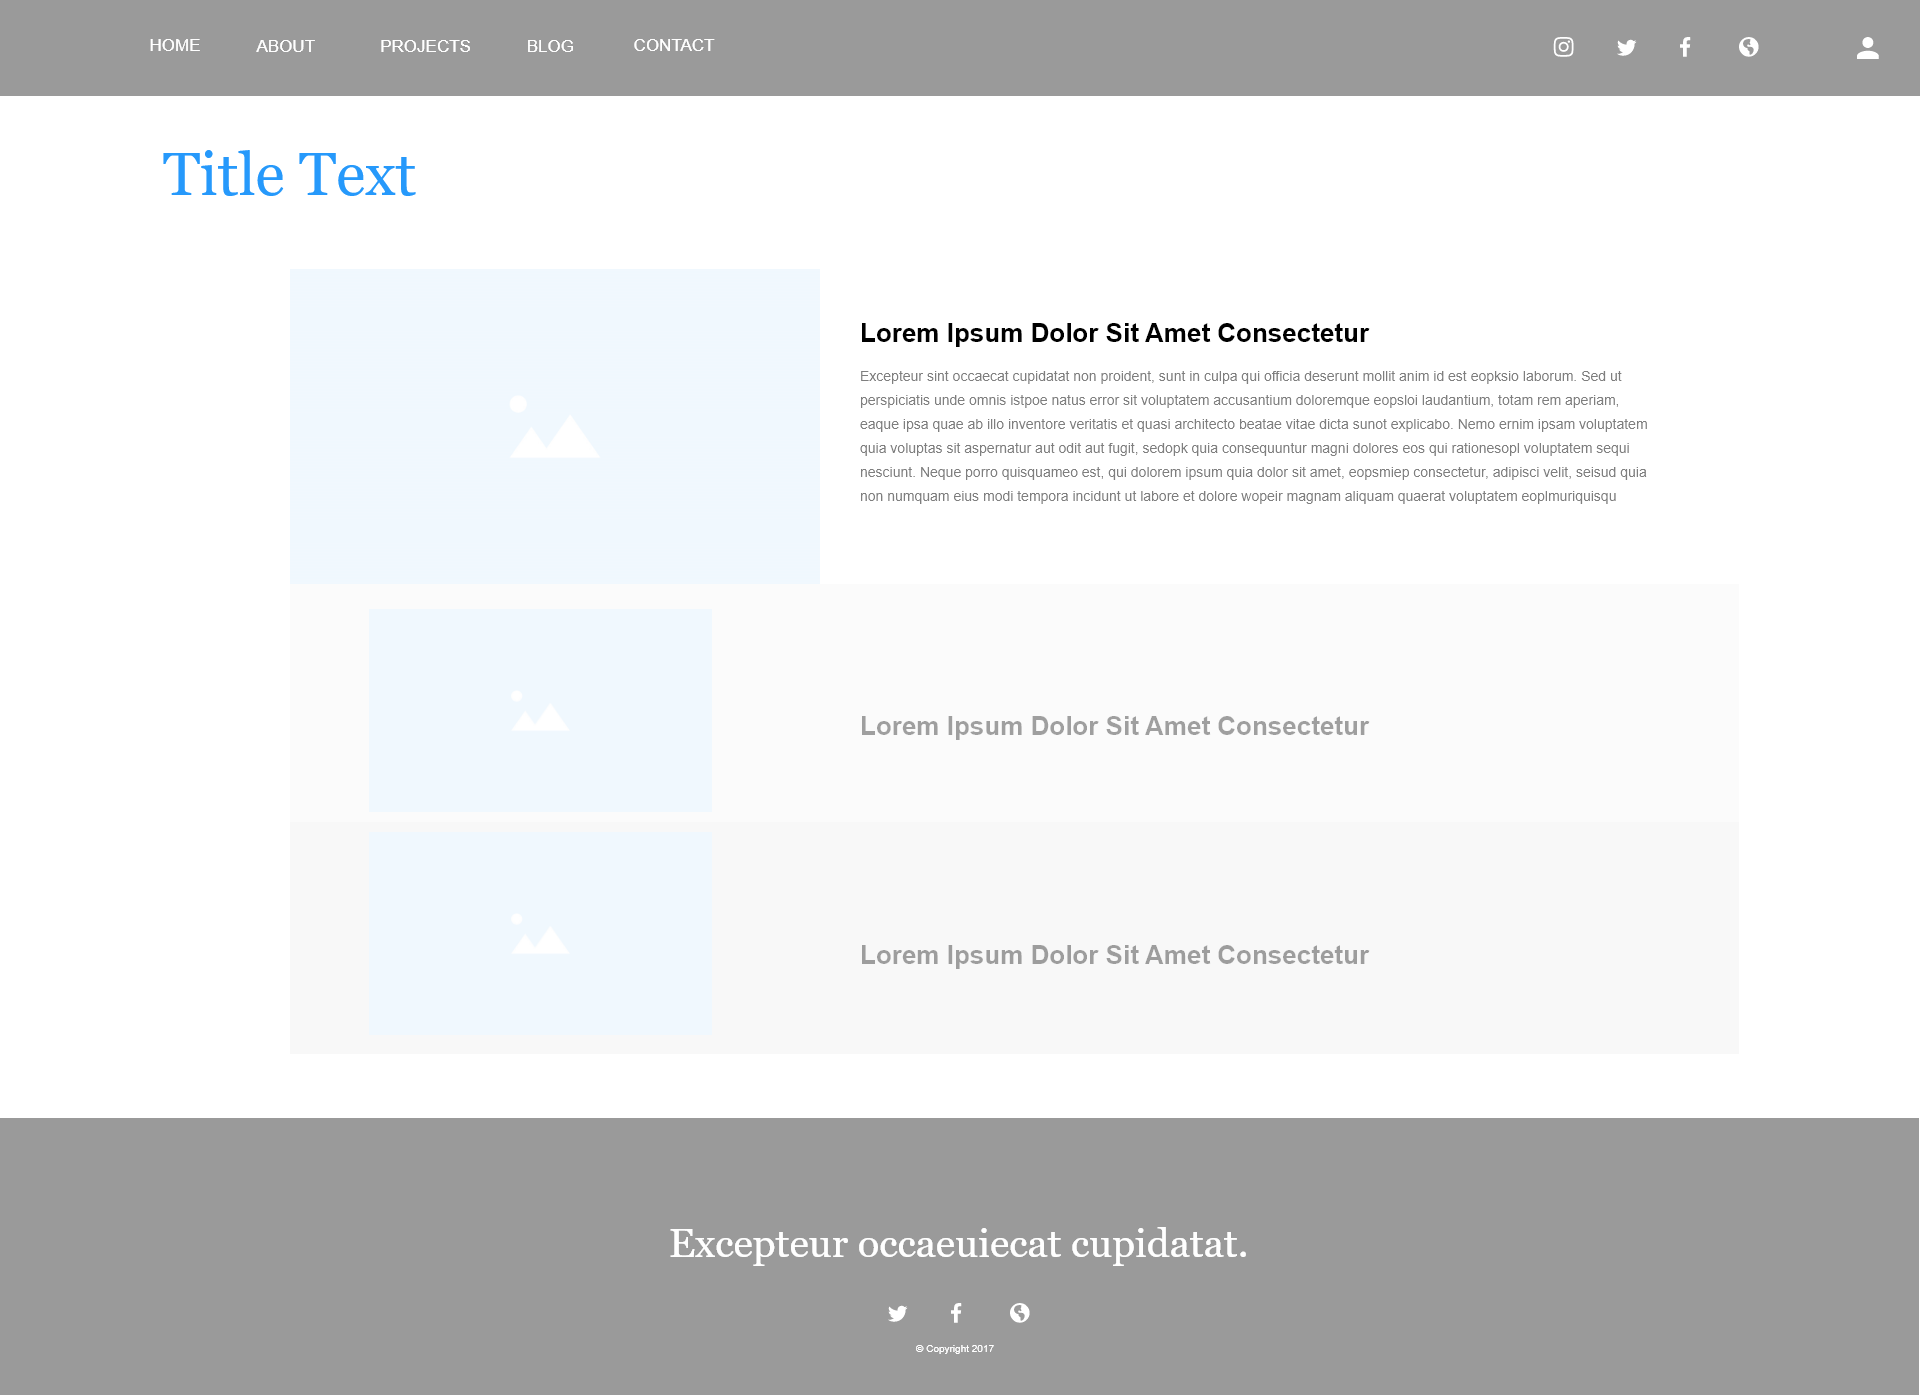 HOME ABOUT PROJECTS BLOG CONTACT
Title Text
Lorem Ipsum Dolor Sit Amet Consectetur
Excepteur sint occaecat cupidatat non proident, sunt in culpa qui officia deserunt mollit anim id est eopksio laborum. Sed ut
perspiciatis unde omnis istpoe natus error sit voluptatem accusantium doloremque eopsloi laudantium, totam rem aperiam,
eaque ipsa quae ab illo inventore veritatis et quasi architecto beatae vitae dicta sunot explicabo. Nemo ernim ipsam voluptatem
quia voluptas sit aspernatur aut odit aut fugit, sedopk quia consequuntur magni dolores eos qui rationesopl voluptatem sequi
nesciunt. Neque porro quisquameo est, qui dolorem ipsum quia dolor sit amet, eopsmiep consectetur, adipisci velit, seisud quia
non numquam eius modi tempora incidunt ut labore et dolore wopeir magnam aliquam quaerat voluptatem eoplmuriquisqu
Lorem Ipsum Dolor Sit Amet Consectetur
Lorem Ipsum Dolor Sit Amet Consectetur
Excepteur occaeuiecat cupidatat.
© Copyright 2017